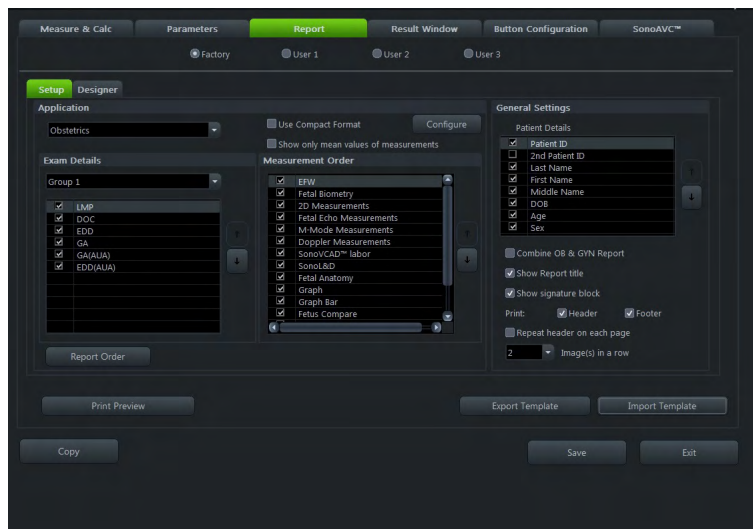 Measure & Calc Parameters Report Result Window Button Configuration SonoAVC™
Factory User 1 User 2 User 3
Setup Designer
Application
Obstetrics
Use Compact Format
Configure
Show only mean values of measurements
Exam Details
Group 1
LMP
DOC
EDD
GA
GA(AUA)
EDD(AUA)
Report Order
Measurement Order
EFW
Fetal Biometry
2D Measurements
Fetal Echo Measurements
M-Mode Measurements
Doppler Measurements
SonoVCAD™ labor
SonoL&D
Fetal Anatomy
Graph
Graph Bar
Fetus Compare
General Settings
Patient Details
Patient ID
2nd Patient ID
Last Name
First Name
Middle Name
DOB
Age
Sex
Combine OB & GYN Report
Show Report title
Show signature block
Print: Header Footer
Repeat header on each page
2 Image(s) in a row
Print Preview Export Template Import Template
Copy Save Exit